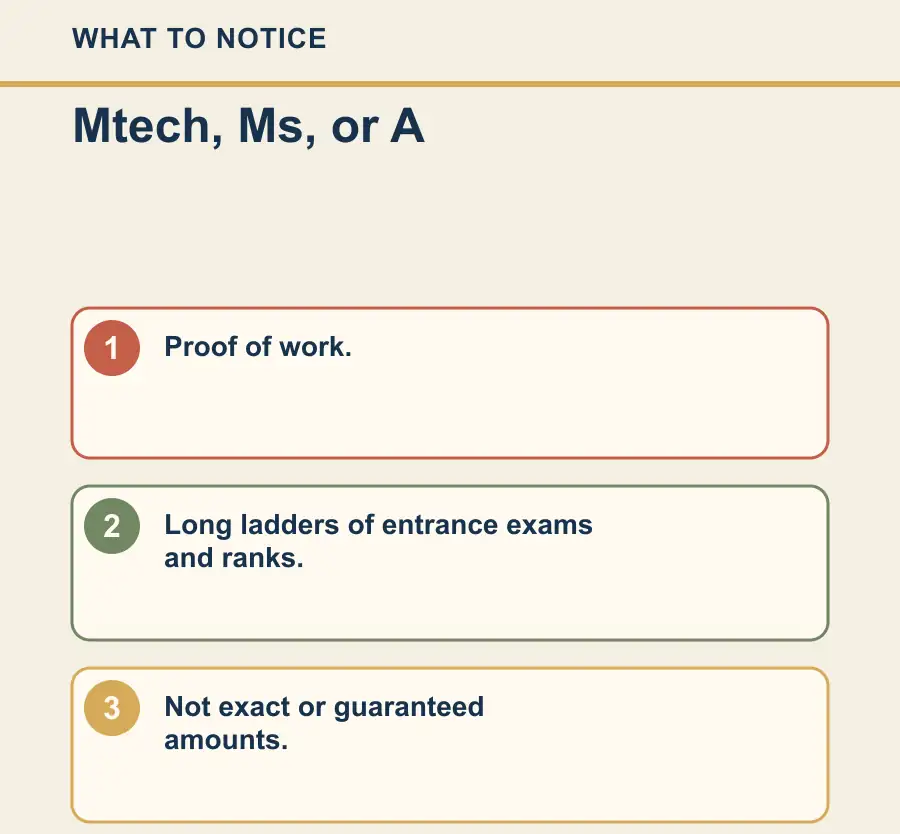 WHAT TO NOTICE
Mtech, Ms, or A
1
Proof of work.
2
Long ladders of entrance exams
and ranks.
3
Not exact or guaranteed
amounts.